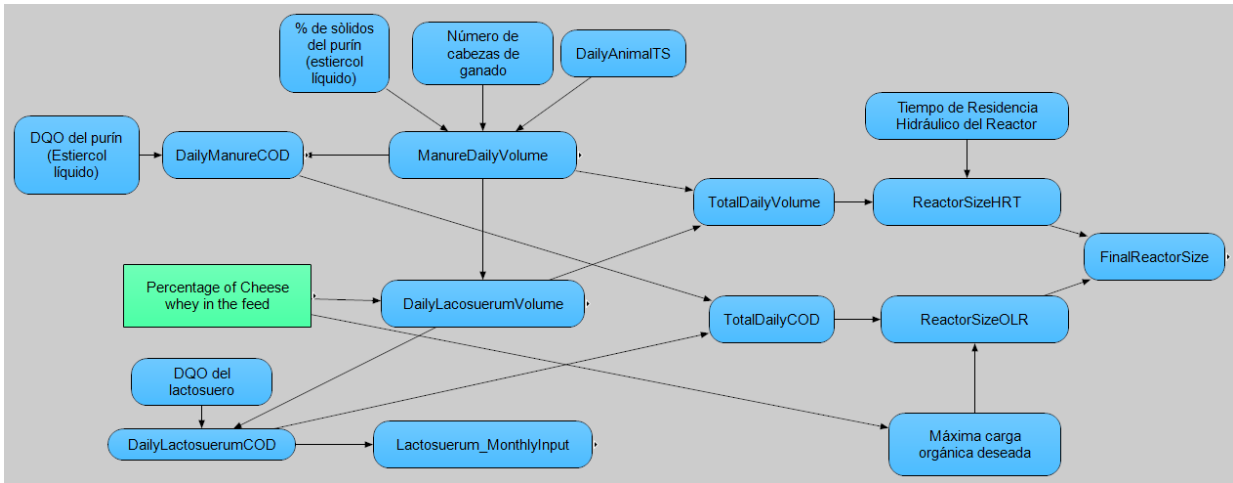 % de sòlidos
del purín
(estiercol
líquido)
Número de
cabezas de
ganado
DailyAnimalTS
Tiempo de Residencia
Hidráulico del Reactor
DQO del purín
(Estiercol
líquido)
DailyManureCOD
ManureDailyVolume
TotalDailyVolume
ReactorSizeHRT
FinalReactorSize
Percentage of Cheese
whey in the feed
DailyLacosuerumVolume
TotalDailyCOD
ReactorSizeOLR
DQO del
lactosuero
DailyLactosuerumCOD
Lactosuerum_MonthlyInput
Máxima carga
orgánica deseada